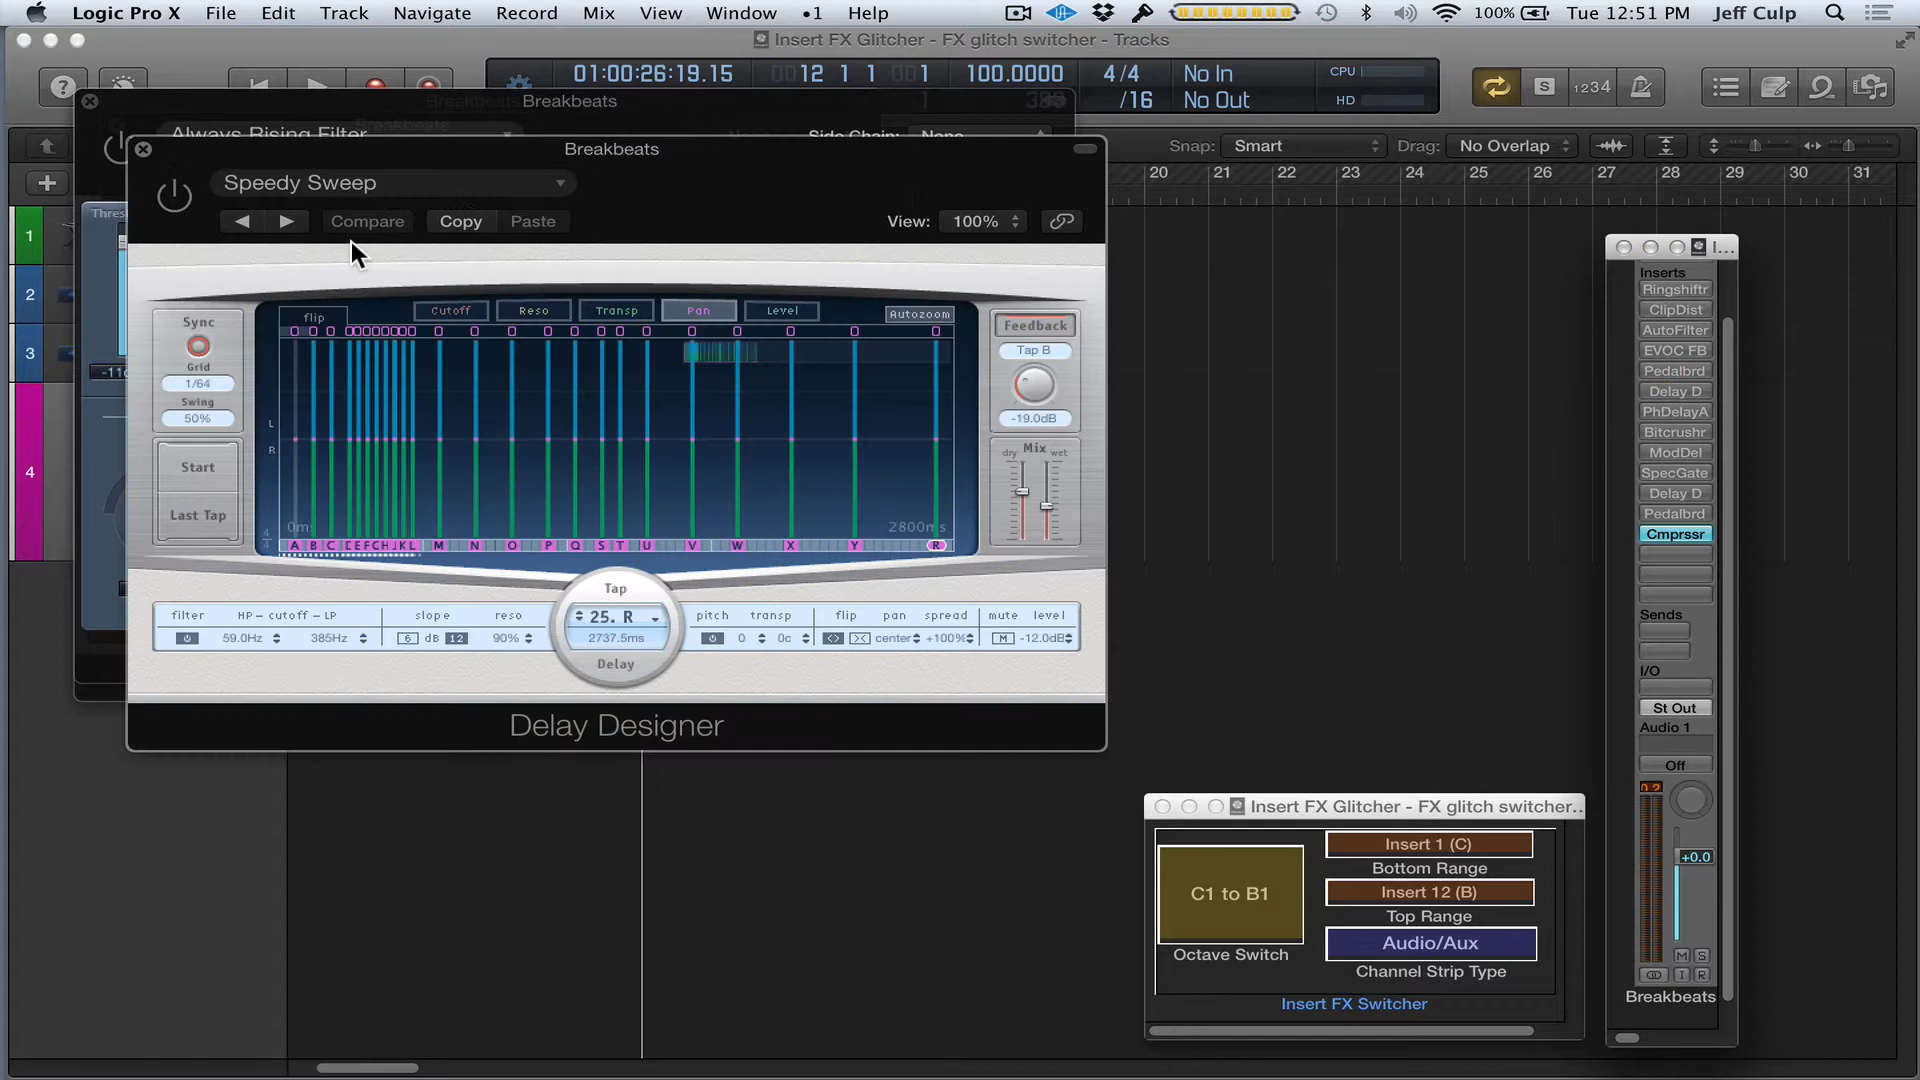 Logic Pro X File Edit Track Navigate Record Mix View Window •1 Help 100% Tue 12:51 PM Jeff Culp
Insert FX Glitcher - FX glitch switcher - Tracks
01:00:26:19.15 0012 1 1 001 100.0000 4/4 No In CPU
1 /16 No Out HD
S 1234
Breakbeats
Always Rising Filter
Side Chain: None
Snap: Smart Drag: No Overlap
20 21 22 23 24 25 26 27 28 29 30 31
1
2
3
4
Breakbeats
Speedy Sweep
Compare Copy Paste View: 100%
Sync
Grid
1/64
Swing
50%
Start
Last Tap
flip Cutoff Reso Transp Pan Level Autozoom
L
R
0ms 2800ms
A B C D E F G H J K L M N O P Q S T U V W X Y R
Feedback
Tap B
-19.0dB
Mix
dry wet
Tap
25. R
2737.5ms
Delay
filter HP – cutoff – LP slope reso pitch transp flip pan spread mute level
59.0Hz 385Hz 6 dB 12 90% 0 0c center +100% M -12.0dB
Delay Designer
I...
Inserts
Ringshiftr
ClipDist
AutoFilter
EVOC FB
Pedalbrd
Delay D
PhDelayA
Bitcrushr
ModDel
SpecGate
Delay D
Pedalbrd
Cmprssr
Sends
I/O
St Out
Audio 1
Off
0.2
+0.0
M S
I R
Breakbeats
Insert FX Glitcher - FX glitch switcher..
C1 to B1
Octave Switch
Insert 1 (C)
Bottom Range
Insert 12 (B)
Top Range
Audio/Aux
Channel Strip Type
Insert FX Switcher